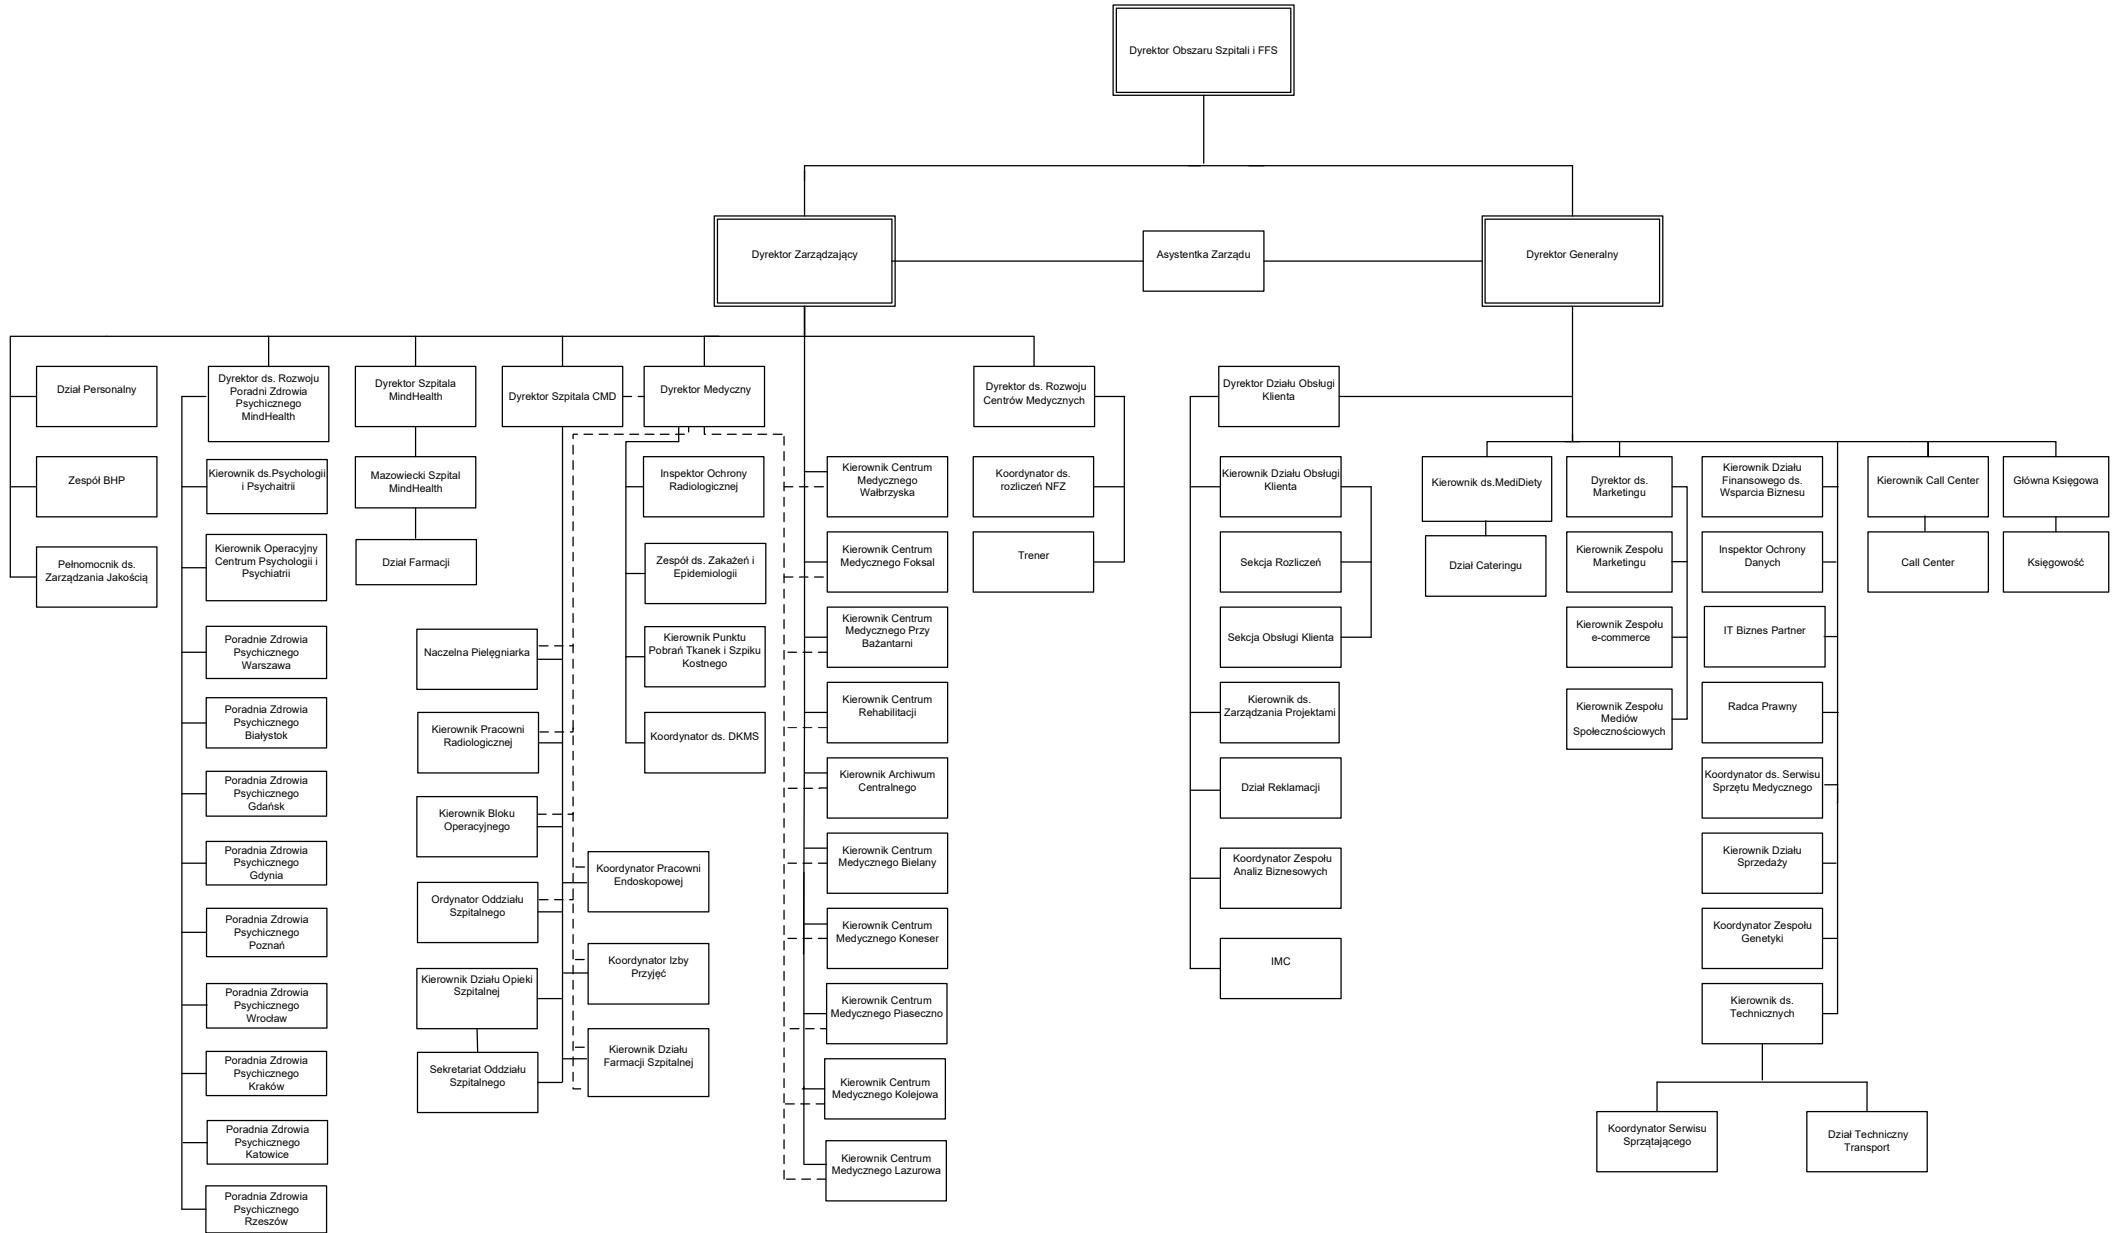 Dyrektor Obszaru Szpitali i FFS
Dyrektor Zarządzający
Asystentka Zarządu
Dyrektor Generalny
Dział Personalny
Zespół BHP
Pełnomocnik ds.
Zarządzania Jakością
Dyrektor ds. Rozwoju
Poradni Zdrowia
Psychicznego
MindHealth
Kierownik ds.Psychologii
i Psychaitrii
Kierownik Operacyjny
Centrum Psychologii i
Psychiatrii
Poradnie Zdrowia
Psychicznego
Warszawa
Poradnia Zdrowia
Psychicznego
Białystok
Poradnia Zdrowia
Psychicznego
Gdańsk
Poradnia Zdrowia
Psychicznego
Gdynia
Poradnia Zdrowia
Psychicznego
Poznań
Poradnia Zdrowia
Psychicznego
Wrocław
Poradnia Zdrowia
Psychicznego
Kraków
Poradnia Zdrowia
Psychicznego
Katowice
Poradnia Zdrowia
Psychicznego
Rzeszów
Dyrektor Szpitala
MindHealth
Mazowiecki Szpital
MindHealth
Dział Farmacji
Dyrektor Szpitala CMD
Naczelna Pielęgniarka
Kierownik Pracowni
Radiologicznej
Kierownik Bloku
Operacyjnego
Ordynator Oddziału
Szpitalnego
Kierownik Działu Opieki
Szpitalnej
Sekretariat Oddziału
Szpitalnego
Koordynator Pracowni
Endoskopowej
Koordynator Izby
Przyjęć
Kierownik Działu
Farmacji Szpitalnej
Dyrektor Medyczny
Inspektor Ochrony
Radiologicznej
Zespół ds. Zakażeń i
Epidemiologii
Kierownik Punktu
Pobrań Tkanek i Szpiku
Kostnego
Koordynator ds. DKMS
Kierownik Centrum
Medycznego
Wałbrzyska
Kierownik Centrum
Medycznego Foksal
Kierownik Centrum
Medycznego Przy
Bażantarni
Kierownik Centrum
Rehabilitacji
Kierownik Archiwum
Centralnego
Kierownik Centrum
Medycznego Bielany
Kierownik Centrum
Medycznego Koneser
Kierownik Centrum
Medycznego Piaseczno
Kierownik Centrum
Medycznego Kolejowa
Kierownik Centrum
Medycznego Lazurowa
Dyrektor ds. Rozwoju
Centrów Medycznych
Koordynator ds.
rozliczeń NFZ
Trener
Dyrektor Działu Obsługi
Klienta
Kierownik Działu Obsługi
Klienta
Sekcja Rozliczeń
Sekcja Obsługi Klienta
Kierownik ds.
Zarządzania Projektami
Dział Reklamacji
Koordynator Zespołu
Analiz Biznesowych
IMC
Kierownik ds.MediDiety
Dział Cateringu
Dyrektor ds.
Marketingu
Kierownik Zespołu
Marketingu
Kierownik Zespołu
e-commerce
Kierownik Zespołu
Mediów
Społecznościowych
Kierownik Działu
Finansowego ds.
Wsparcia Biznesu
Inspektor Ochrony
Danych
IT Biznes Partner
Radca Prawny
Koordynator ds. Serwisu
Sprzętu Medycznego
Kierownik Działu
Sprzedaży
Koordynator Zespołu
Genetyki
Kierownik ds.
Technicznych
Koordynator Serwisu
Sprzątającego
Dział Techniczny
Transport
Kierownik Call Center
Call Center
Główna Księgowa
Księgowość